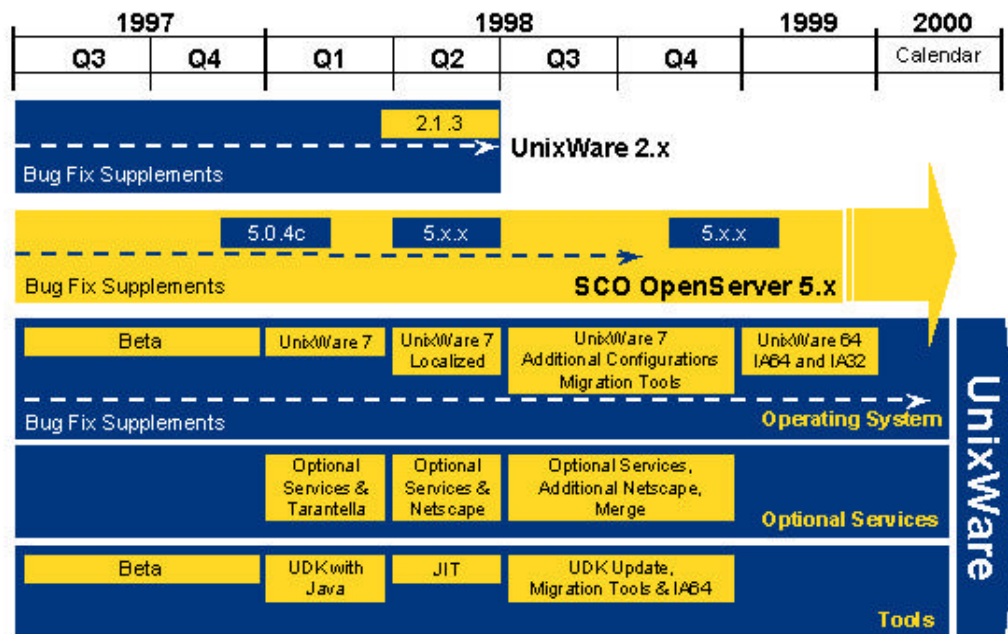 1997 1998 1999 2000
Q3 Q4 Q1 Q2 Q3 Q4 Calendar
2.1.3
UnixWare 2.x
Bug Fix Supplements
5.0.4c 5.x.x 5.x.x
Bug Fix Supplements
SCO OpenServer 5.x
Beta
UnixWare 7
UnixWare 7
Localized
UnixWare 7
Additional Configurations
Migration Tools
UnixWare 64
IA64 and IA32
Bug Fix Supplements
Operating System
Optional
Services &
Tarantella
Optional
Services &
Netscape
Optional Services,
Additional Netscape,
Merge
Optional Services
Beta
UDK with
Java
JIT
UDK Update,
Migration Tools & IA64
Tools
UnixWare